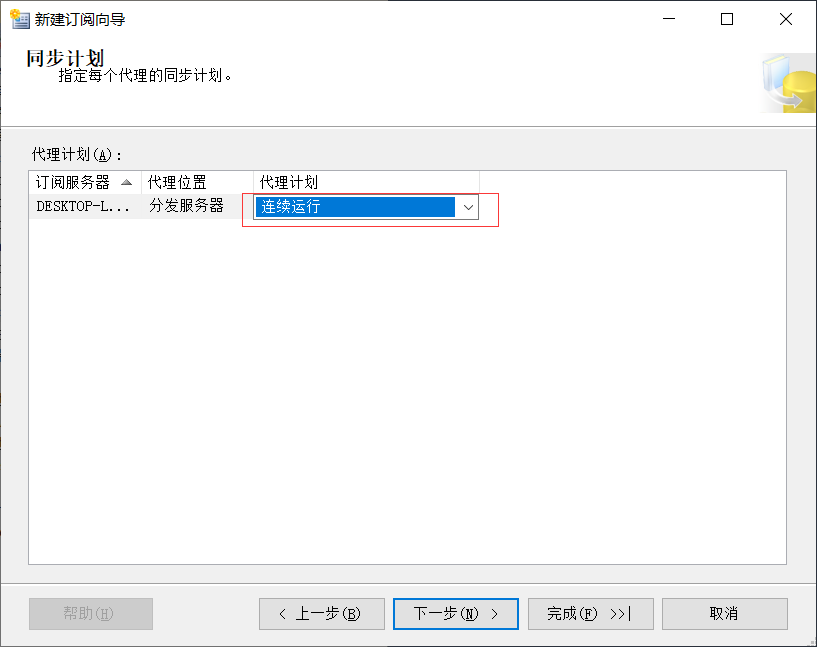 新建订阅向导
同步计划
指定每个代理的同步计划。
代理计划(A):
订阅服务器 代理位置 代理计划
DESKTOP-L... 分发服务器 连续运行
帮助(H) < 上一步(B) 下一步(N) > 完成(F) >>| 取消